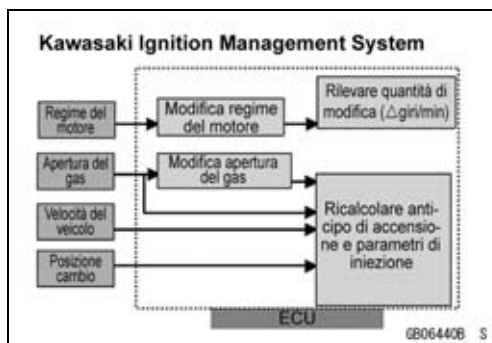 Kawasaki Ignition Management System
Regime del
motore
Modifica regime
del motore
Rilevare quantità di
modifica (△giri/min)
Apertura del
gas
Modifica apertura
del gas
Velocità del
veicolo
Posizione
cambio
Ricalcolare anti-
cipo di accensio-
ne e parametri di
iniezione
ECU
GB06440B S